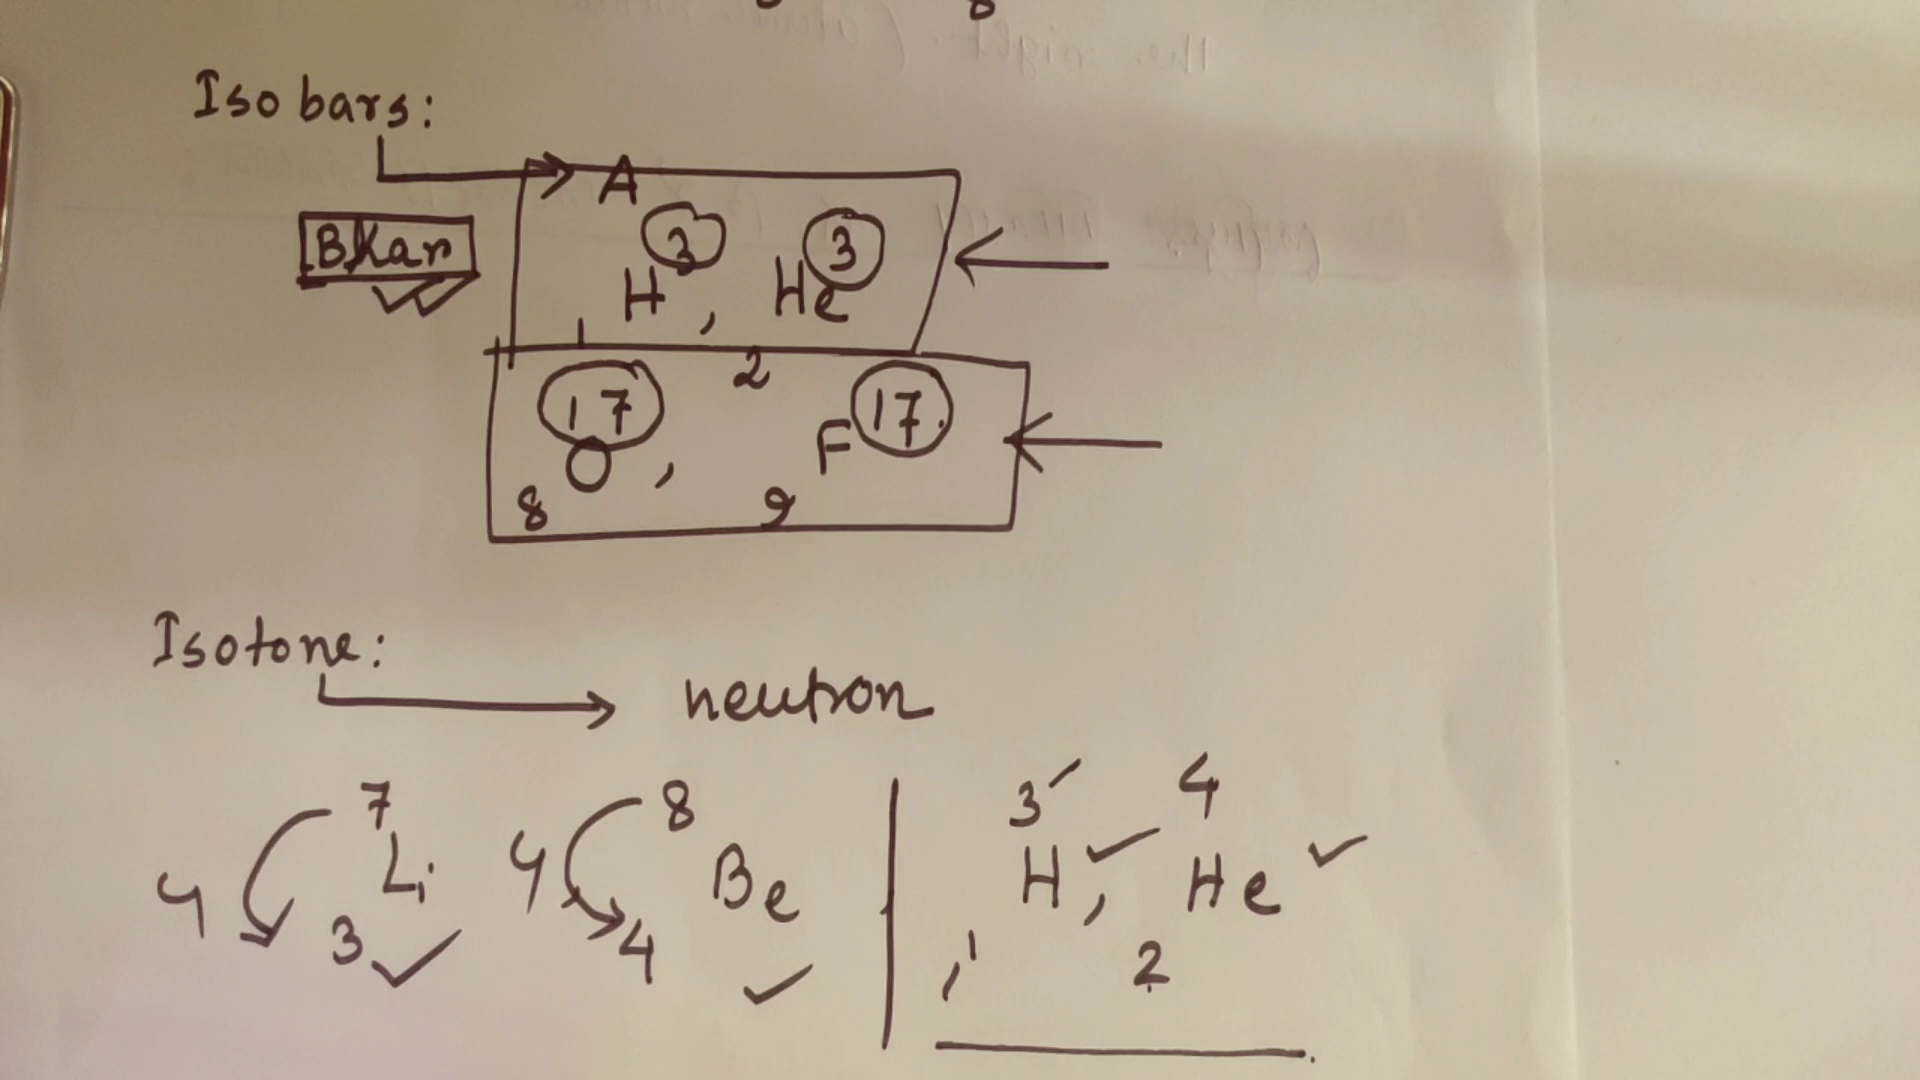 Isobars:
A
BKar
3 3
H , He
1 2
17 17
O , F
8 9
Isotone:
neutron
7 8 3 4
4 Li 4 Be H , He
3 4 1 2